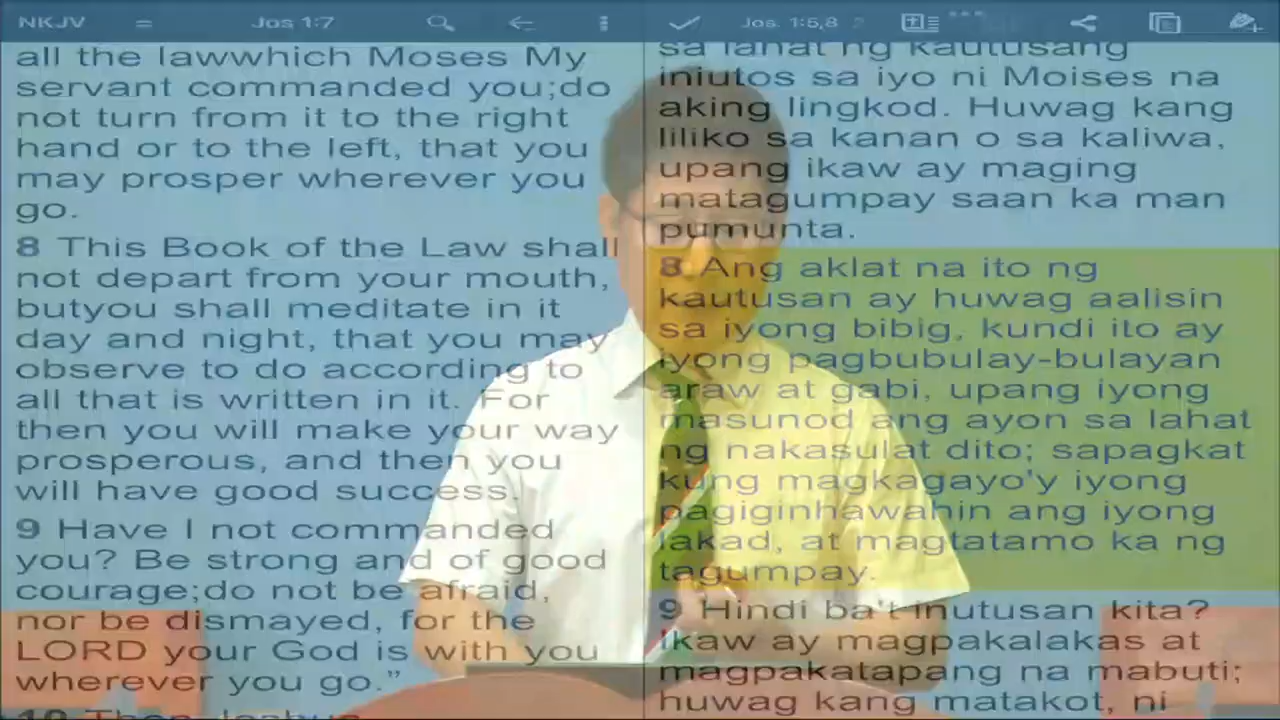 NKJV
Jos 1:7
all the lawwhich Moses My
servant commanded you;do
not turn from it to the right
hand or to the left, that you
may prosper wherever you
go.
8 This Book of the Law shall
not depart from your mouth,
butyou shall meditate in it
day and night, that you may
observe to do according to
all that is written in it. For
then you will make your way
prosperous, and then you
will have good success.
9 Have I not commanded
you? Be strong and of good
courage;do not be afraid,
nor be dismayed, for the
LORD your God is with you
wherever you go.”
10 Then Joshua
Jos. 1:5,8 2
sa lahat ng kautusang
iniutos sa iyo ni Moises na
aking lingkod. Huwag kang
liliko sa kanan o sa kaliwa,
upang ikaw ay maging
matagumpay saan ka man
pumunta.
8 Ang aklat na ito ng
kautusan ay huwag aalisin
sa iyong bibig, kundi ito ay
iyong pagbubulay-bulayan
araw at gabi, upang iyong
masunod ang ayon sa lahat
ng nakasulat dito; sapagkat
kung magkagayo'y iyong
pagiginhawahin ang iyong
lakad, at magtatamo ka ng
tagumpay.
9 Hindi ba't inutusan kita?
Ikaw ay magpakalakas at
magpakatapang na mabuti;
huwag kang matakot, ni